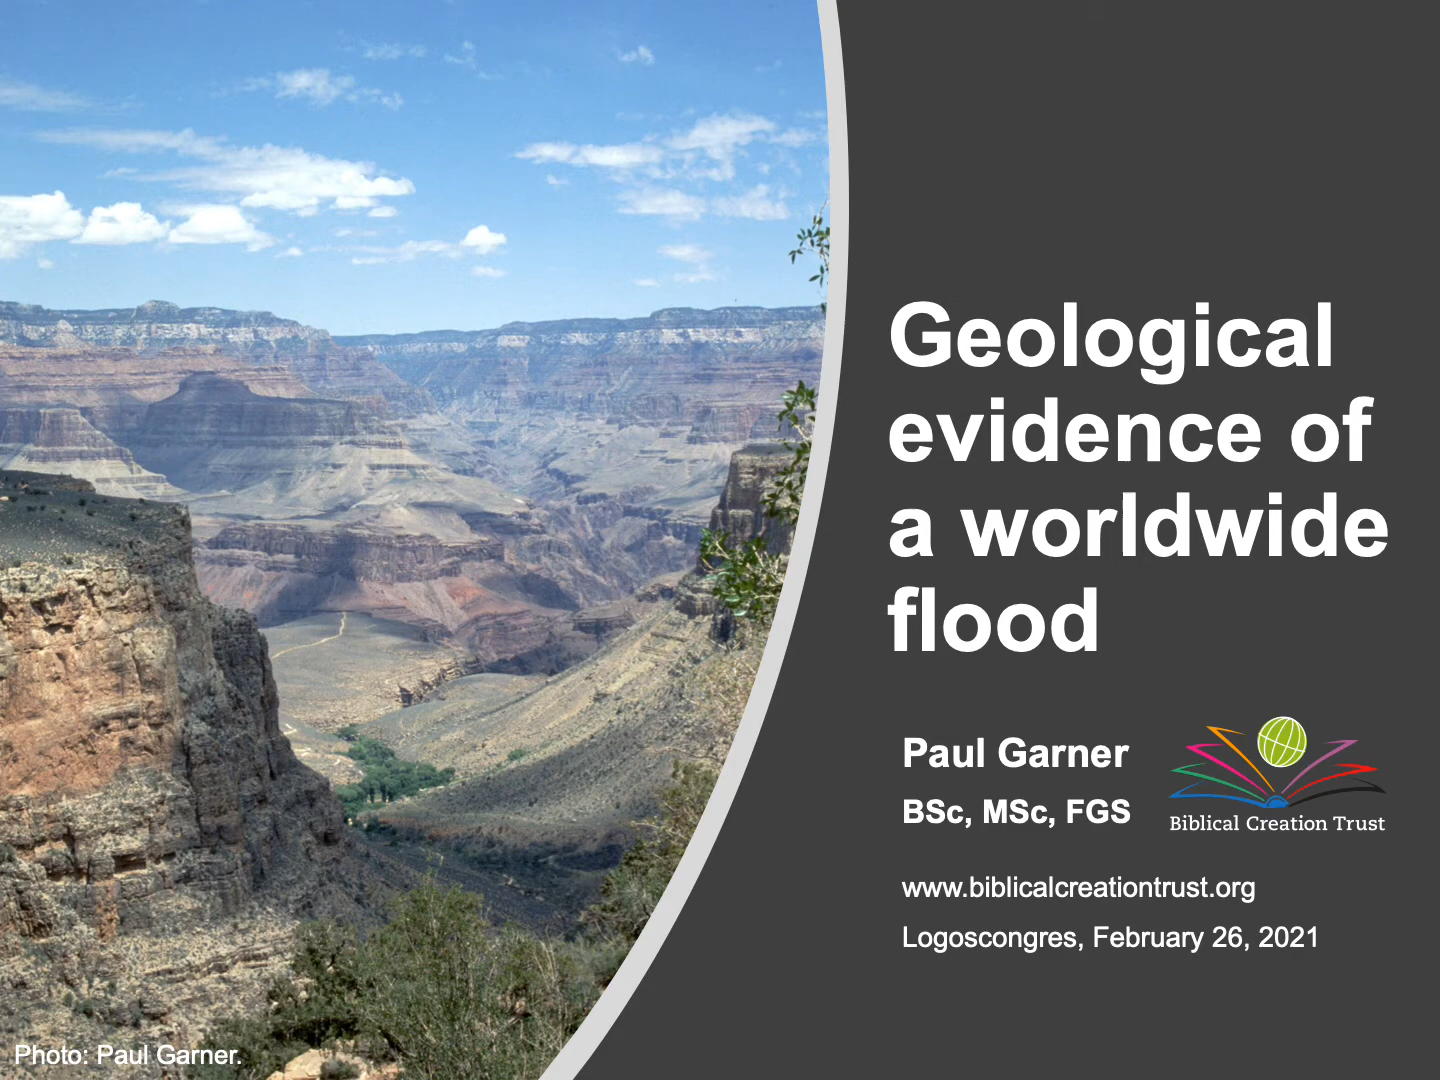 Geological
evidence of
a worldwide
flood
Paul Garner
BSc, MSc, FGS
Biblical Creation Trust
www.biblicalcreationtrust.org
Logoscongres, February 26, 2021
Photo: Paul Garner.